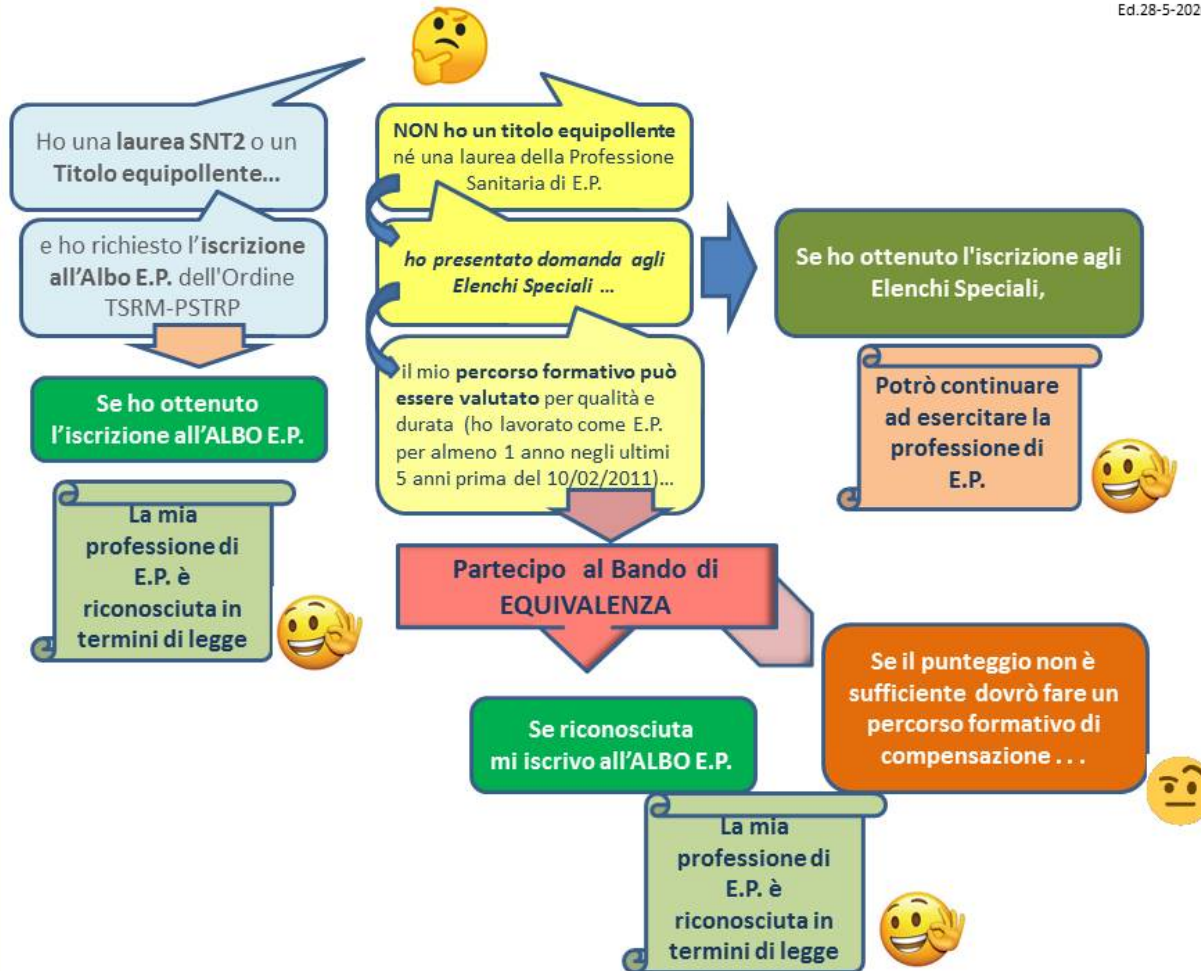 Ed.28-5-202
Ho una laurea SNT2 o un
Titolo equipollente...
e ho richiesto l'iscrizione
all'Albo E.P. dell'Ordine
TSRM-PSTRP
Se ho ottenuto
l'iscrizione all'ALBO E.P.
La mia
professione di
E.P. è
riconosciuta in
termini di legge
NON ho un titolo equipollente
né una laurea della Professione
Sanitaria di E.P.
ho presentato domanda agli
Elenchi Speciali ...
il mio percorso formativo può
essere valutato per qualità e
durata (ho lavorato come E.P.
per almeno 1 anno negli ultimi
5 anni prima del 10/02/2011)...
Se ho ottenuto l'iscrizione agli
Elenchi Speciali,
Potrò continuare
ad esercitare la
professione di
E.P.
Partecipo al Bando di
EQUIVALENZA
Se riconosciuta
mi iscrivo all'ALBO E.P.
Se il punteggio non è
sufficiente dovrò fare un
percorso formativo di
compensazione . . .
La mia
professione di
E.P. è
riconosciuta in
termini di legge